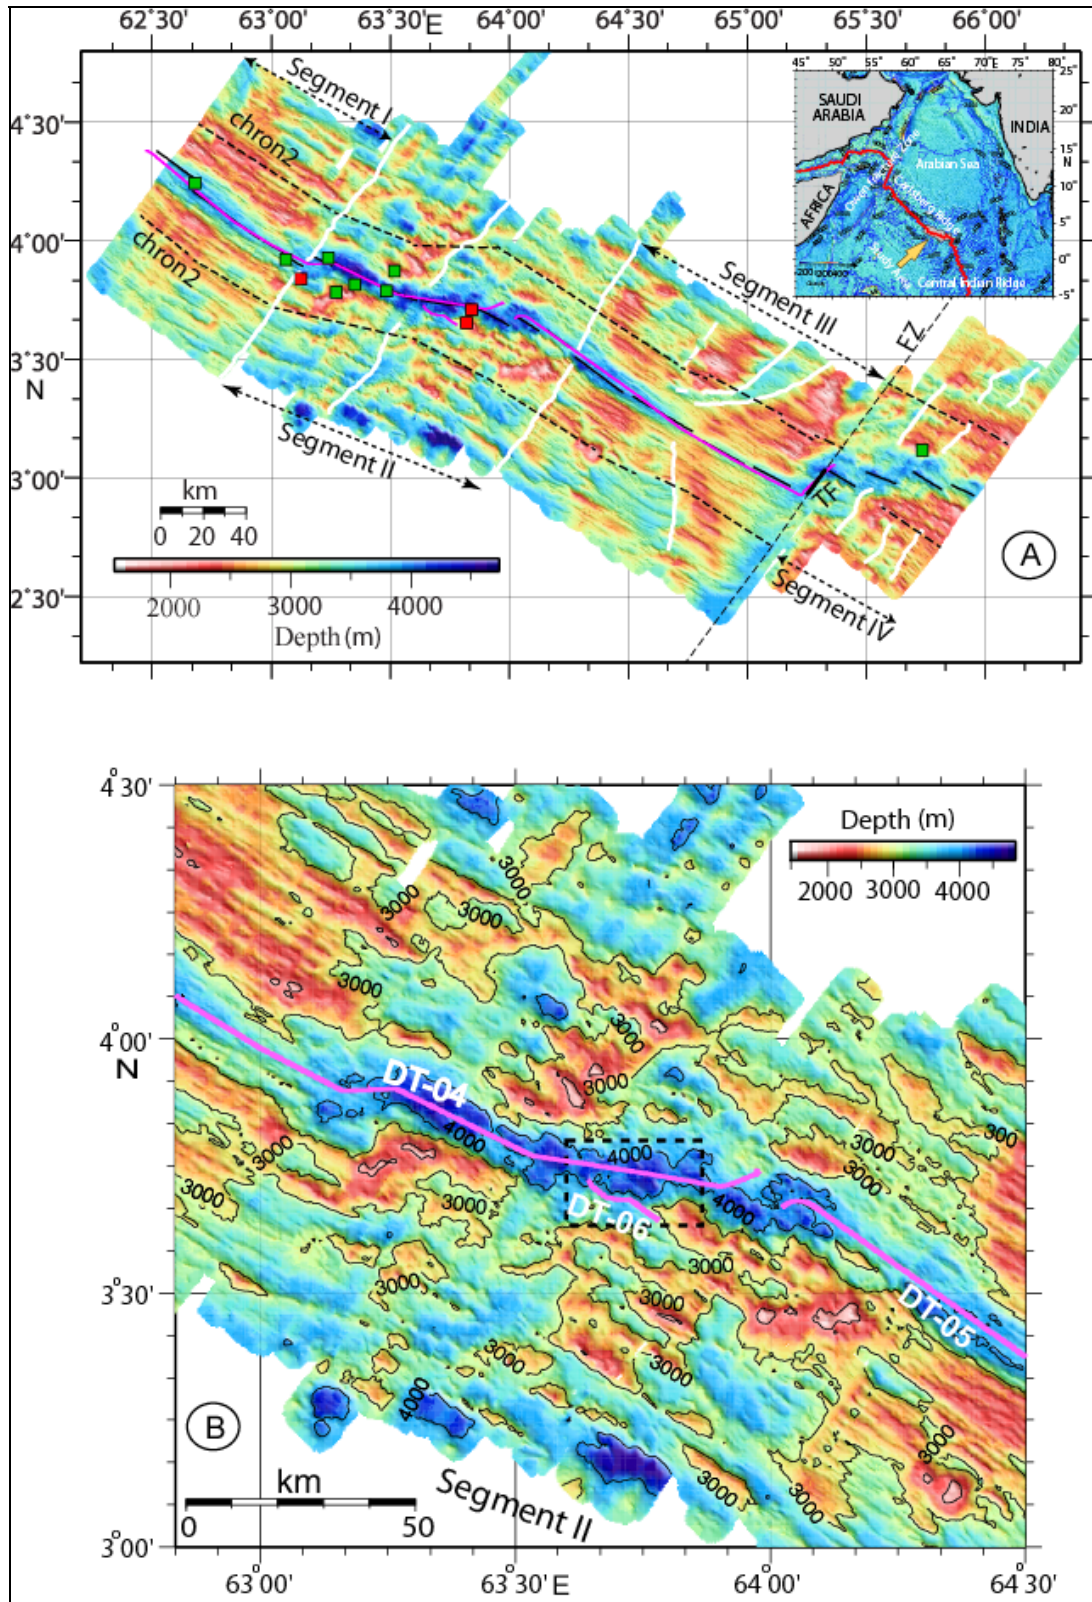 62°30' 63°00' 63°30' E 64°00' 64°30' 65°00' 65°30' 66°00'
4°30'
4°00'
3°30'
N
3°00'
2°30'
Segment I
chron2
chron2
Segment II
Segment III
Segment IV
FZ
TF
A
km
0 20 40
2000 3000 4000
Depth (m)
45° 50° 55° 60° 65° 70°E 75° 80°
25°
20°
15°
N
10°
5°
0°
-5°
SAUDI
ARABIA
INDIA
Arabian Sea
AFRICA
Owen Fracture Zone
Carlsberg Ridge
Study Area
Central Indian Ridge
4°30'
4°00'
N
3°30'
3°00'
Depth (m)
2000 3000 4000
3000
3000
3000
3000
3000
3000
DT-04
4000
3000
3000
3000
4000
DT-06
4000
3000
300
3000
3000
3000
3000
3000
DT-05
3000
4000
3000
3000
3000
B
km
0 50
Segment II
63°00' 63°30' E 64°00' 64°30'